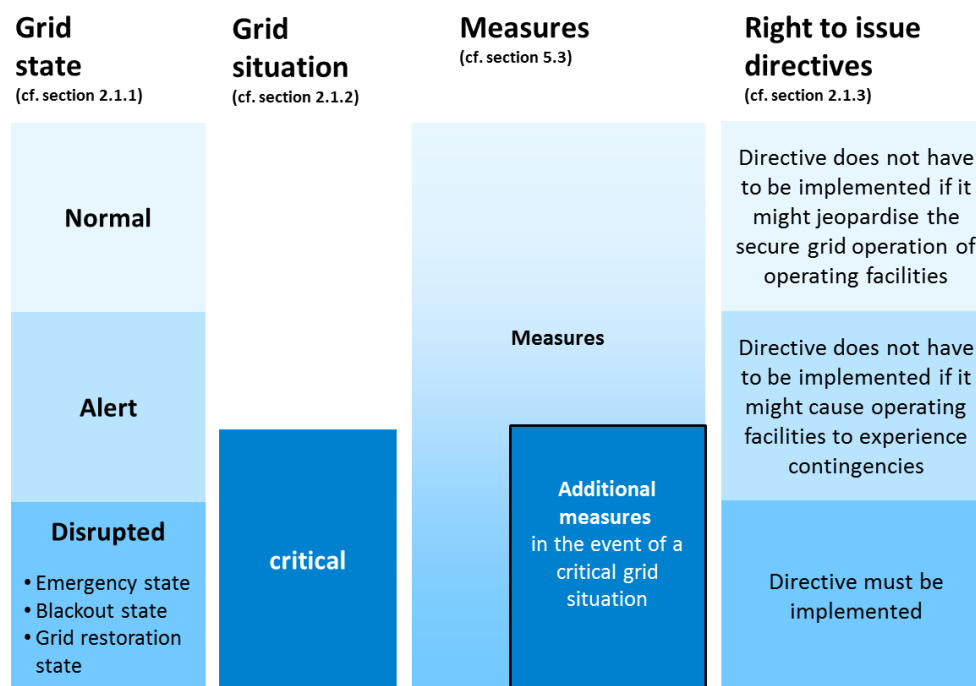 Grid
state
(cf. section 2.1.1)
Grid
situation
(cf. section 2.1.2)
Measures
(cf. section 5.3)
Right to issue
directives
(cf. section 2.1.3)
Normal
Alert
Disrupted
• Emergency state
• Blackout state
• Grid restoration
state
critical
Measures
Additional
measures
in the event of a
critical grid
situation
Directive does not have
to be implemented if it
might jeopardise the
secure grid operation of
operating facilities
Directive does not have
to be implemented if it
might cause operating
facilities to experience
contingencies
Directive must be
implemented